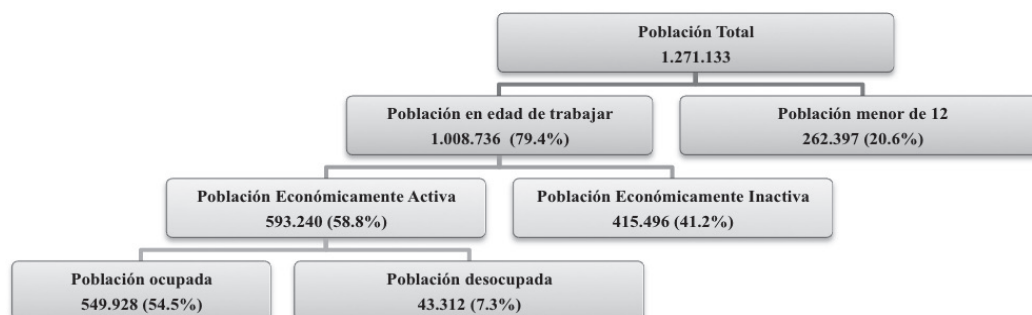 Población Total
1.271.133
Población en edad de trabajar
1.008.736 (79.4%)
Población menor de 12
262.397 (20.6%)
Población Económicamente Activa
593.240 (58.8%)
Población Económicamente Inactiva
415.496 (41.2%)
Población ocupada
549.928 (54.5%)
Población desocupada
43.312 (7.3%)